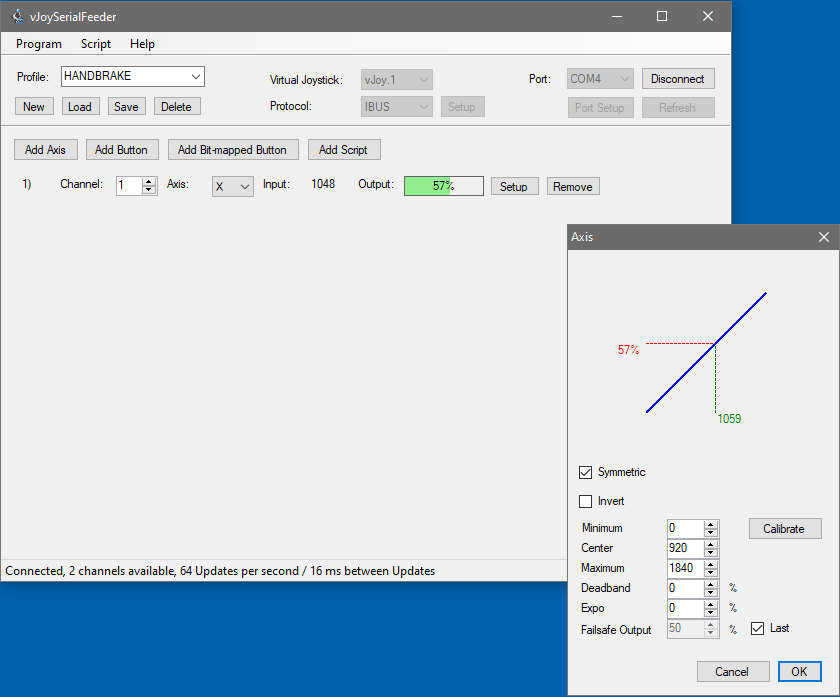 vJoySerialFeeder
Program Script Help
Profile: HANDBRAKE Virtual Joystick: vJoy.1 Port: COM4 Disconnect
New Load Save Delete Protocol: IBUS Setup Port Setup Refresh
Add Axis Add Button Add Bit-mapped Button Add Script
1) Channel: 1 Axis: X Input: 1048 Output: 57% Setup Remove
Connected, 2 channels available, 64 Updates per second / 16 ms between Updates
Axis
57%
1059
Symmetric
Invert
Minimum 0 Calibrate
Center 920
Maximum 1840
Deadband 0 %
Expo 0 %
Failsafe Output 50 % Last
Cancel OK